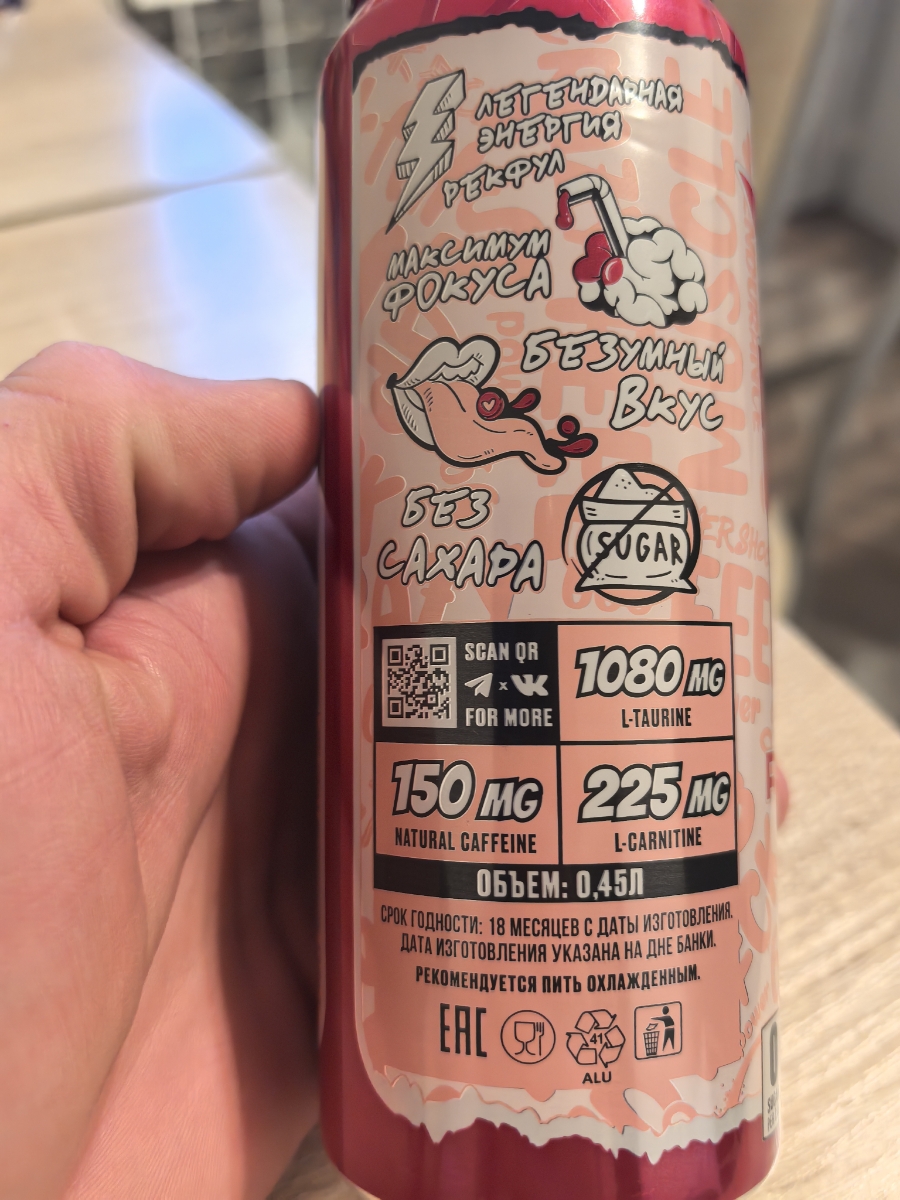 ЛЕГЕНДАРНАЯ
ЭНЕРГИЯ
РЕКФУЛ
МАКСИМУМ
ФОКУСА
БЕЗУМНЫЙ
ВКУС
БЕЗ
САХАРА
SUGAR
SCAN QR
x
FOR MORE
1080 MG
L-TAURINE
150 MG
NATURAL CAFFEINE
225 MG
L-CARNITINE
ОБЪЕМ: 0,45Л
СРОК ГОДНОСТИ: 18 МЕСЯЦЕВ С ДАТЫ ИЗГОТОВЛЕНИЯ.
ДАТА ИЗГОТОВЛЕНИЯ УКАЗАНА НА ДНЕ БАНКИ.
РЕКОМЕНДУЕТСЯ ПИТЬ ОХЛАЖДЕННЫМ.
EAC
41
ALU
MUSCLE